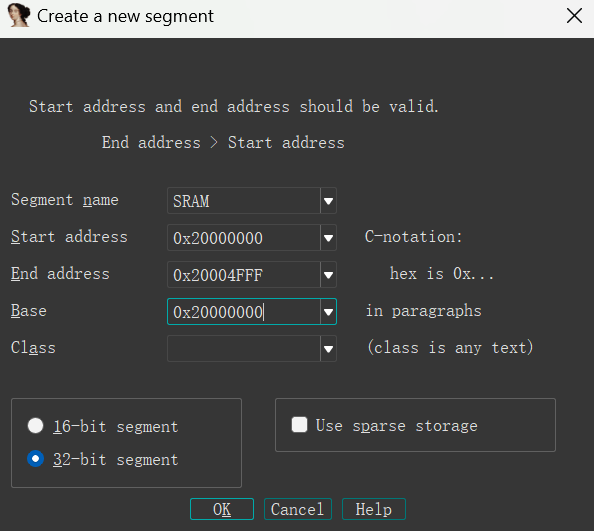 Create a new segment
Start address and end address should be valid.
End address > Start address
Segment name SRAM
Start address 0x20000000 C-notation:
End address 0x20004FFF hex is 0x...
Base 0x20000000 in paragraphs
Class (class is any text)
16-bit segment Use sparse storage
32-bit segment
OK Cancel Help